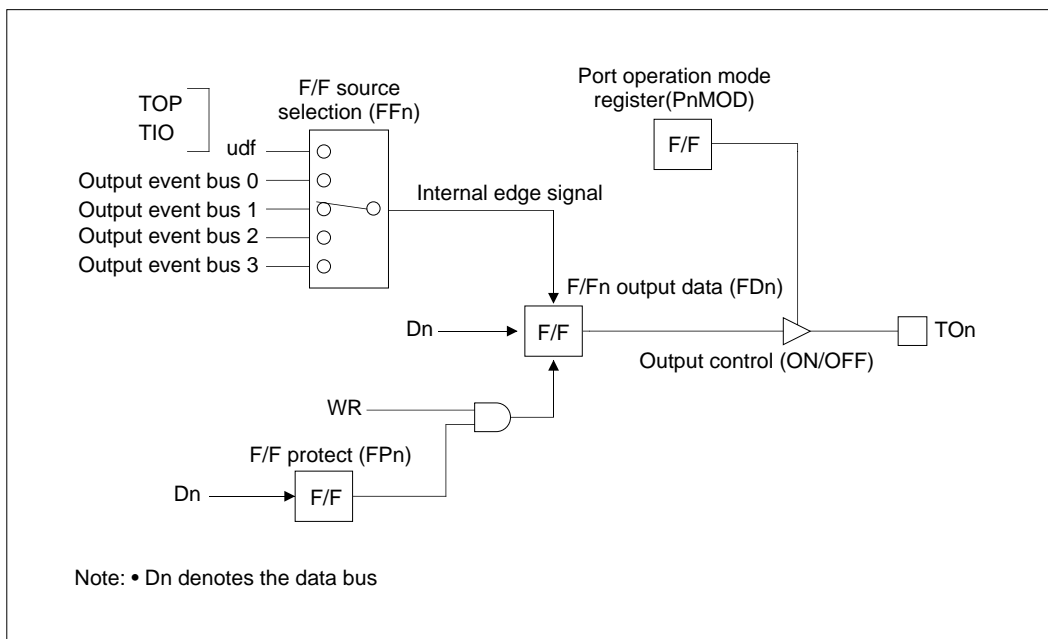 Port operation mode
register(PnMOD)
F/F source
selection (FFn)
TOP
TIO
F/F
udf
Output event bus 0
Internal edge signal
Output event bus 1
Output event bus 2
Output event bus 3
F/Fn output data (FDn)
Dn
F/F
TOn
Output control (ON/OFF)
WR
F/F protect (FPn)
Dn
F/F
Note: • Dn denotes the data bus